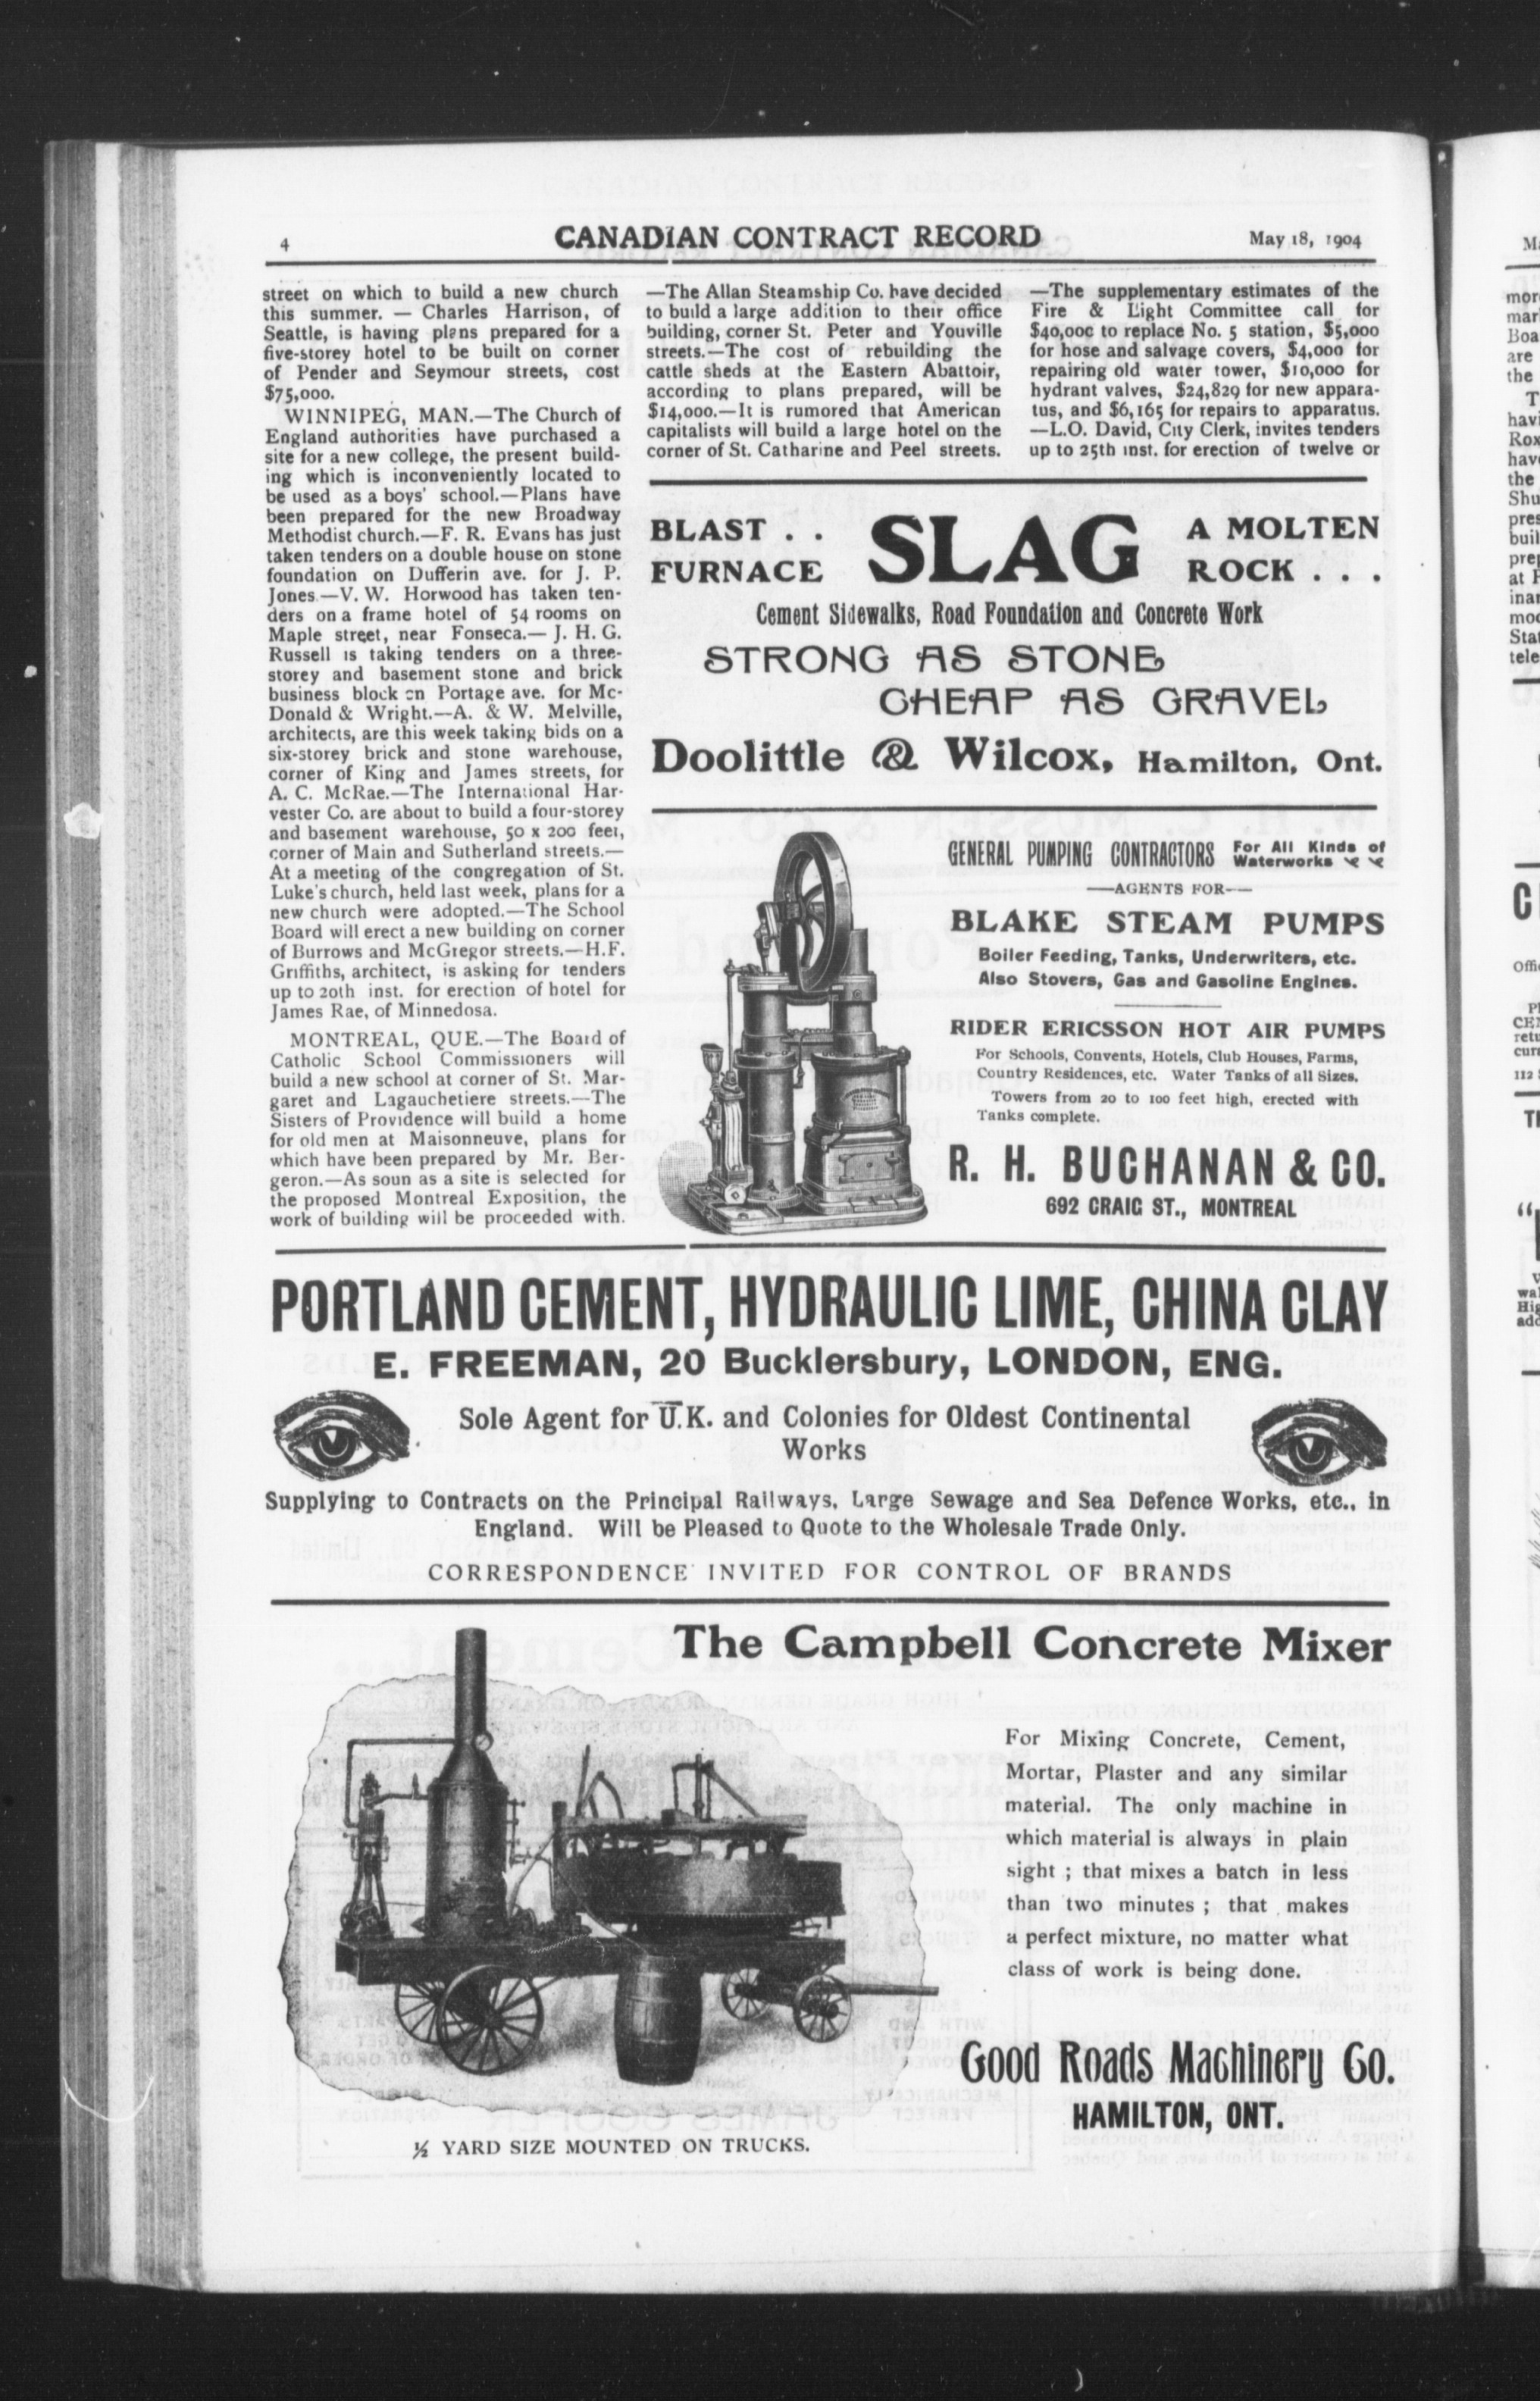 4
CANADIAN CONTRACT RECORD
May 18, 1904
street on which to build a new church
this summer. — Charles Harrison, of
Seattle, is having plans prepared for a
five-storey hotel to be built on corner
of Pender and Seymour streets, cost
$75,000.
WINNIPEG, MAN.—The Church of
England authorities have purchased a
site for a new college, the present build-
ing which is inconveniently located to
be used as a boys' school.—Plans have
been prepared for the new Broadway
Methodist church.—F. R. Evans has just
taken tenders on a double house on stone
foundation on Dufferin ave. for J. P.
Jones.—V. W. Horwood has taken ten-
ders on a frame hotel of 54 rooms on
Maple street, near Fonseca.— J. H. G.
Russell is taking tenders on a three-
storey and basement stone and brick
business block on Portage ave. for Mc-
Donald & Wright.—A. & W. Melville,
architects, are this week taking bids on a
six-storey brick and stone warehouse,
corner of King and James streets, for
A. C. McRae.—The International Har-
vester Co. are about to build a four-storey
and basement warehouse, 50 x 200 feet,
corner of Main and Sutherland streets.—
At a meeting of the congregation of St.
Luke's church, held last week, plans for a
new church were adopted.—The School
Board will erect a new building on corner
of Burrows and McGregor streets.—H.F.
Griffiths, architect, is asking for tenders
up to 20th inst. for erection of hotel for
James Rae, of Minnedosa.
MONTREAL, QUE.—The Board of
Catholic School Commissioners will
build a new school at corner of St. Mar-
garet and Lagauchetiere streets.—The
Sisters of Providence will build a home
for old men at Maisonneuve, plans for
which have been prepared by Mr. Ber-
geron.—As soun as a site is selected for
the proposed Montreal Exposition, the
work of building will be proceeded with.
—The Allan Steamship Co. have decided
to build a large addition to their office
building, corner St. Peter and Youville
streets.—The cost of rebuilding the
cattle sheds at the Eastern Abattoir,
according to plans prepared, will be
$14,000.—It is rumored that American
capitalists will build a large hotel on the
corner of St. Catharine and Peel streets.
—The supplementary estimates of the
Fire & Light Committee call for
$40,000 to replace No. 5 station, $5,000
for hose and salvage covers, $4,000 for
repairing old water tower, $10,000 for
hydrant valves, $24,829 for new appara-
tus, and $6,165 for repairs to apparatus.
—L.O. David, City Clerk, invites tenders
up to 25th inst. for erection of twelve or
BLAST . . SLAG A MOLTEN
FURNACE ROCK . . .
Cement Sidewalks, Road Foundation and Concrete Work
STRONG AS STONE
CHEAP AS GRAVEL
Doolittle & Wilcox, Hamilton, Ont.
GENERAL PUMPING CONTRACTORS For All Kinds of
Waterworks
—AGENTS FOR—
BLAKE STEAM PUMPS
Boiler Feeding, Tanks, Underwriters, etc.
Also Stovers, Gas and Gasoline Engines.
RIDER ERICSSON HOT AIR PUMPS
For Schools, Convents, Hotels, Club Houses, Farms,
Country Residences, etc. Water Tanks of all Sizes.
Towers from 20 to 100 feet high, erected with
Tanks complete.
R. H. BUCHANAN & CO.
692 CRAIG ST., MONTREAL
PORTLAND CEMENT, HYDRAULIC LIME, CHINA CLAY
E. FREEMAN, 20 Bucklersbury, LONDON, ENG.
Sole Agent for U.K. and Colonies for Oldest Continental
Works
Supplying to Contracts on the Principal Railways, Large Sewage and Sea Defence Works, etc., in
England. Will be Pleased to Quote to the Wholesale Trade Only.
CORRESPONDENCE INVITED FOR CONTROL OF BRANDS
The Campbell Concrete Mixer
For Mixing Concrete, Cement,
Mortar, Plaster and any similar
material. The only machine in
which material is always in plain
sight ; that mixes a batch in less
than two minutes ; that makes
a perfect mixture, no matter what
class of work is being done.
Good Roads Machinery Co.
HAMILTON, ONT.
½ YARD SIZE MOUNTED ON TRUCKS.